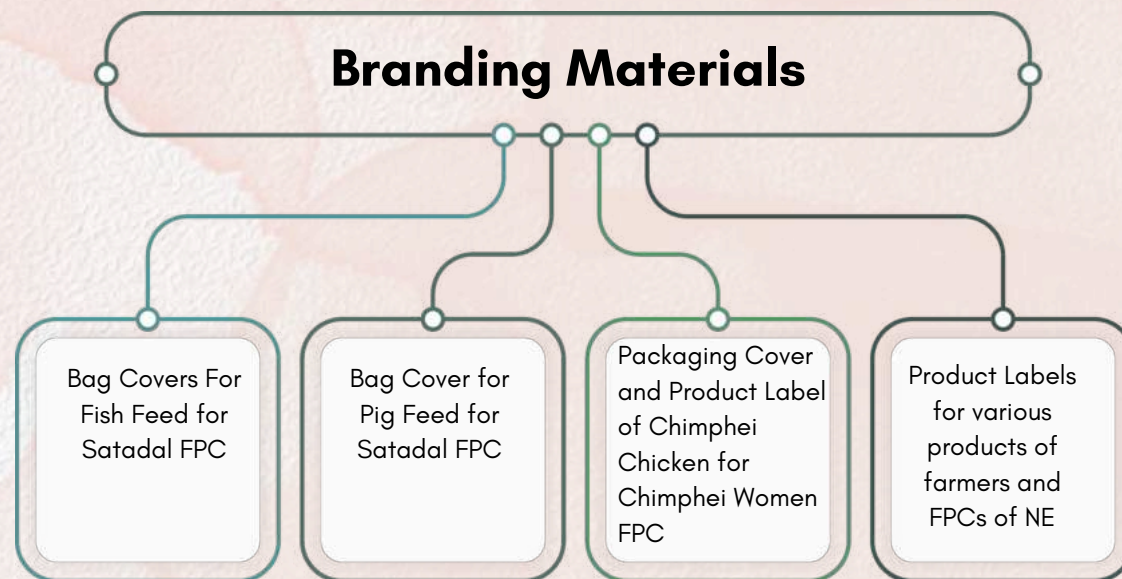 Branding Materials
Bag Covers For
Fish Feed for
Satadal FPC
Bag Cover for
Pig Feed for
Satadal FPC
Packaging Cover
and Product Label
of Chimphei
Chicken for
Chimphei Women
FPC
Product Labels
for various
products of
farmers and
FPCs of NE